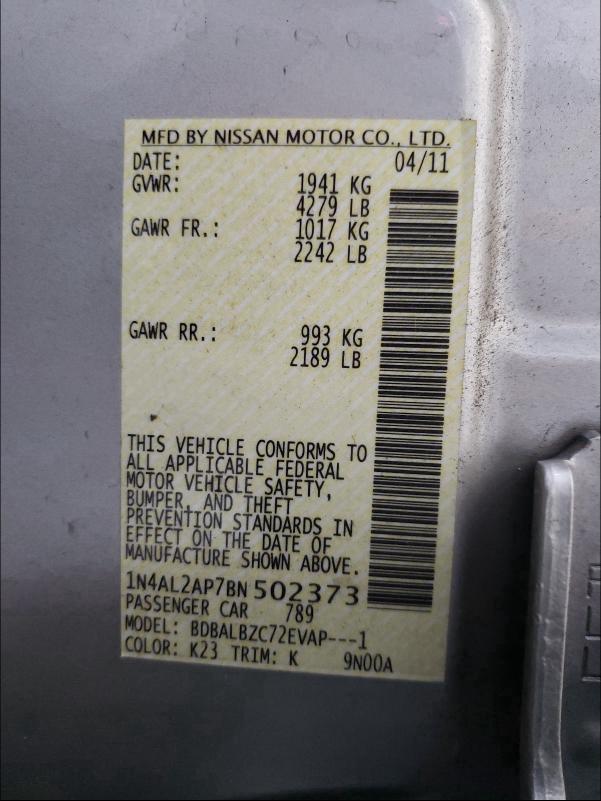 MFD BY NISSAN MOTOR CO., LTD.
DATE: 04/11
GVWR: 1941 KG
4279 LB
GAWR FR.: 1017 KG
2242 LB
GAWR RR.: 993 KG
2189 LB
THIS VEHICLE CONFORMS TO
ALL APPLICABLE FEDERAL
MOTOR VEHICLE SAFETY,
BUMPER, AND THEFT
PREVENTION STANDARDS IN
EFFECT ON THE DATE OF
MANUFACTURE SHOWN ABOVE.
1N4AL2AP7BN 502373
PASSENGER CAR 789
MODEL: BDBALBZC72EVAP---1
COLOR: K23 TRIM: K 9N00A